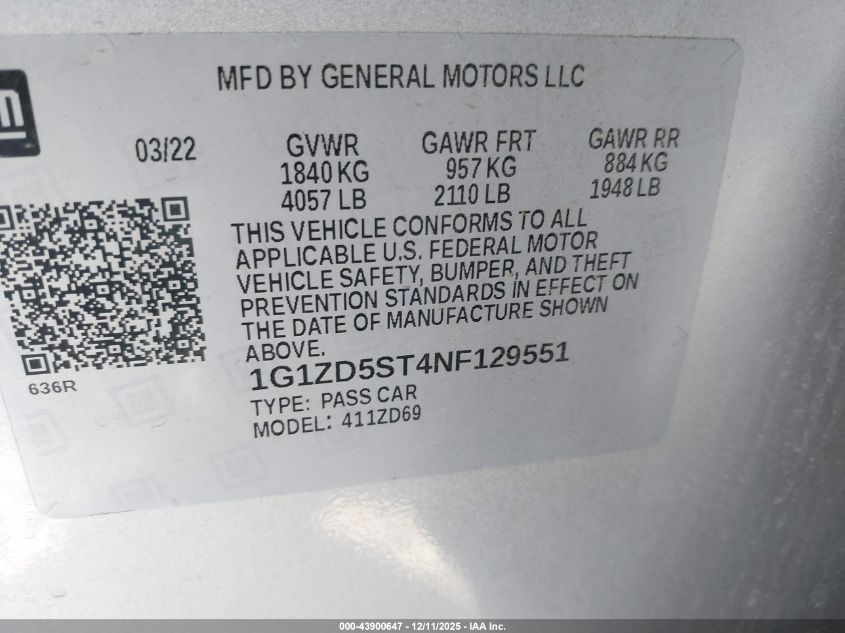 m
MFD BY GENERAL MOTORS LLC
03/22 GVWR GAWR FRT GAWR RR
1840 KG 957 KG 884 KG
4057 LB 2110 LB 1948 LB
THIS VEHICLE CONFORMS TO ALL
APPLICABLE U.S. FEDERAL MOTOR
VEHICLE SAFETY, BUMPER, AND THEFT
PREVENTION STANDARDS IN EFFECT ON
THE DATE OF MANUFACTURE SHOWN
ABOVE.
636R
1G1ZD5ST4NF129551
TYPE: PASS CAR
MODEL: 411ZD69
000-43900647 - 12/11/2025 - IAA Inc.